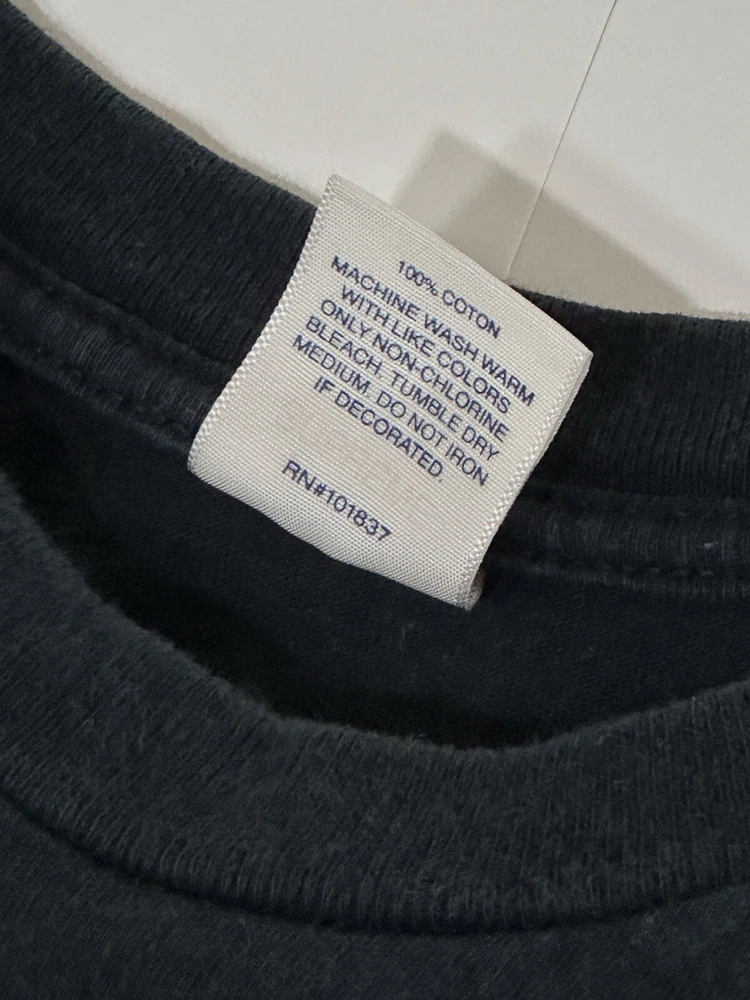 100% COTON
MACHINE WASH WARM
WITH LIKE COLORS
ONLY NON-CHLORINE
BLEACH, TUMBLE DRY
MEDIUM. DO NOT IRON
IF DECORATED.
RN#101837